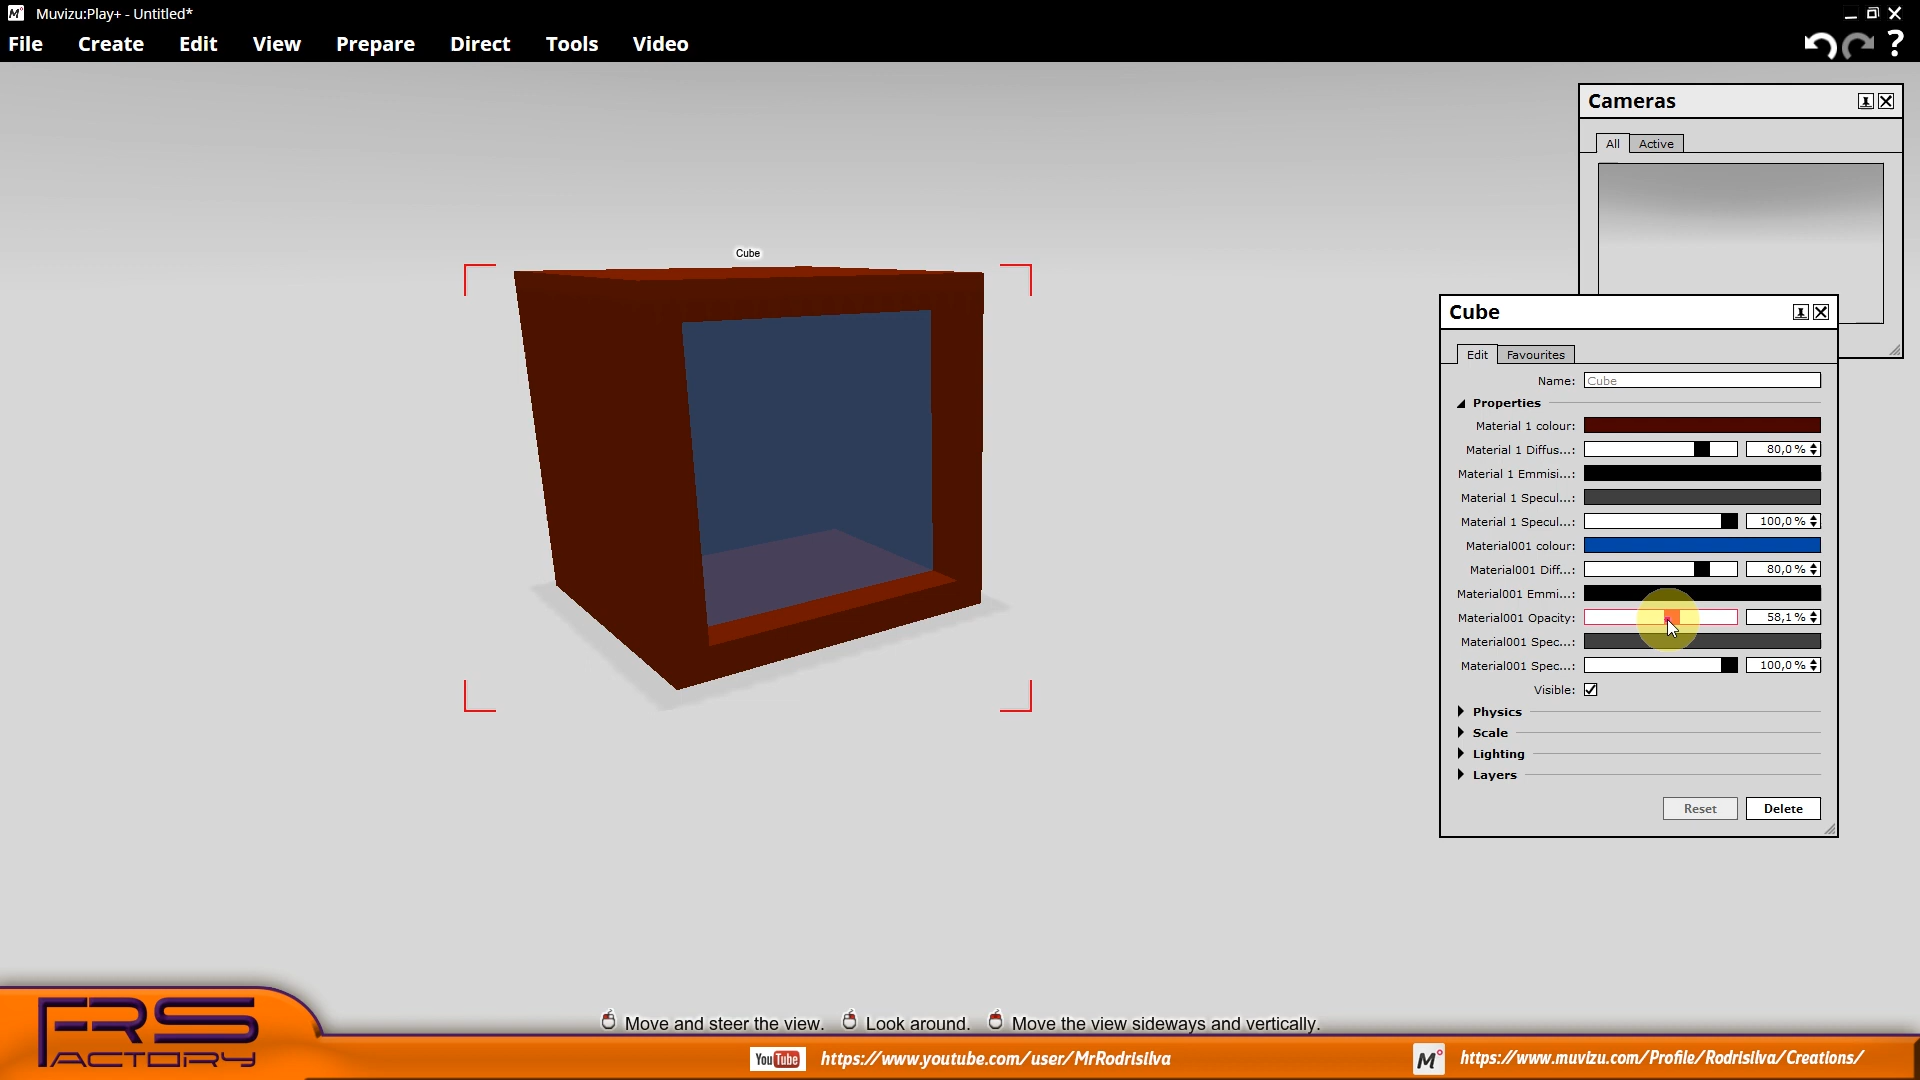 Muvizu:Play+ - Untitled*
File Create Edit View Prepare Direct Tools Video ?
Cameras
All Active
Cube
Cube
Edit Favourites
Name: Cube
Properties
Material 1 colour:
Material 1 Diffus...: 80,0 %
Material 1 Emmisi...:
Material 1 Specul...:
Material 1 Specul...: 100,0 %
Material001 colour:
Material001 Diff...: 80,0 %
Material001 Emmi...:
Material001 Opacity: 58,1 %
Material001 Spec...:
Material001 Spec...: 100,0 %
Visible:
Physics
Scale
Lighting
Layers
Reset Delete
Move and steer the view. Look around. Move the view sideways and vertically.
FRS
FACTORY
YouTube https://www.youtube.com/user/MrRodrisilva
M https://www.muvizu.com/Profile/Rodrisilva/Creations/